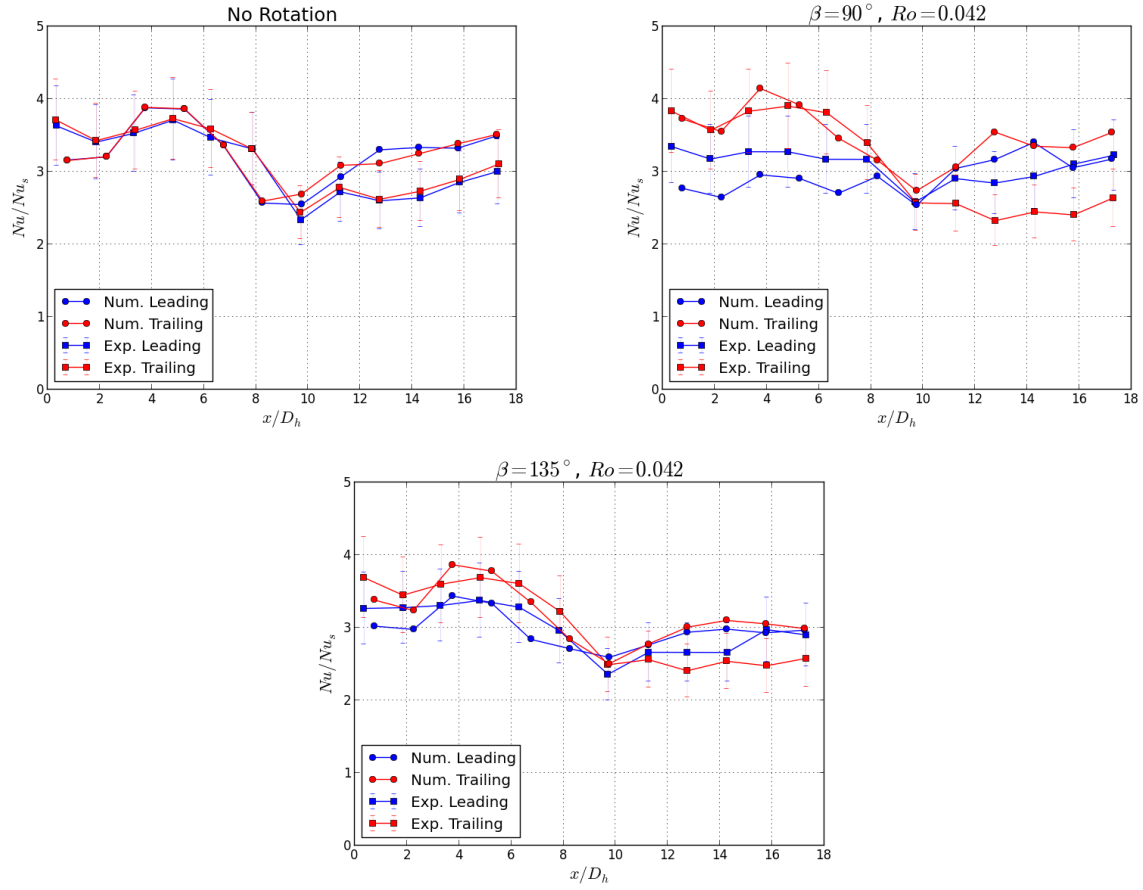 No Rotation
5
4
3
2
1
0
Nu/Nu_s
Num. Leading
Num. Trailing
Exp. Leading
Exp. Trailing
0 2 4 6 8 10 12 14 16 18
x/D_h
β=90°, Ro=0.042
5
4
3
2
1
0
Nu/Nu_s
Num. Leading
Num. Trailing
Exp. Leading
Exp. Trailing
0 2 4 6 8 10 12 14 16 18
x/D_h
β=135°, Ro=0.042
5
4
3
2
1
0
Nu/Nu_s
Num. Leading
Num. Trailing
Exp. Leading
Exp. Trailing
0 2 4 6 8 10 12 14 16 18
x/D_h